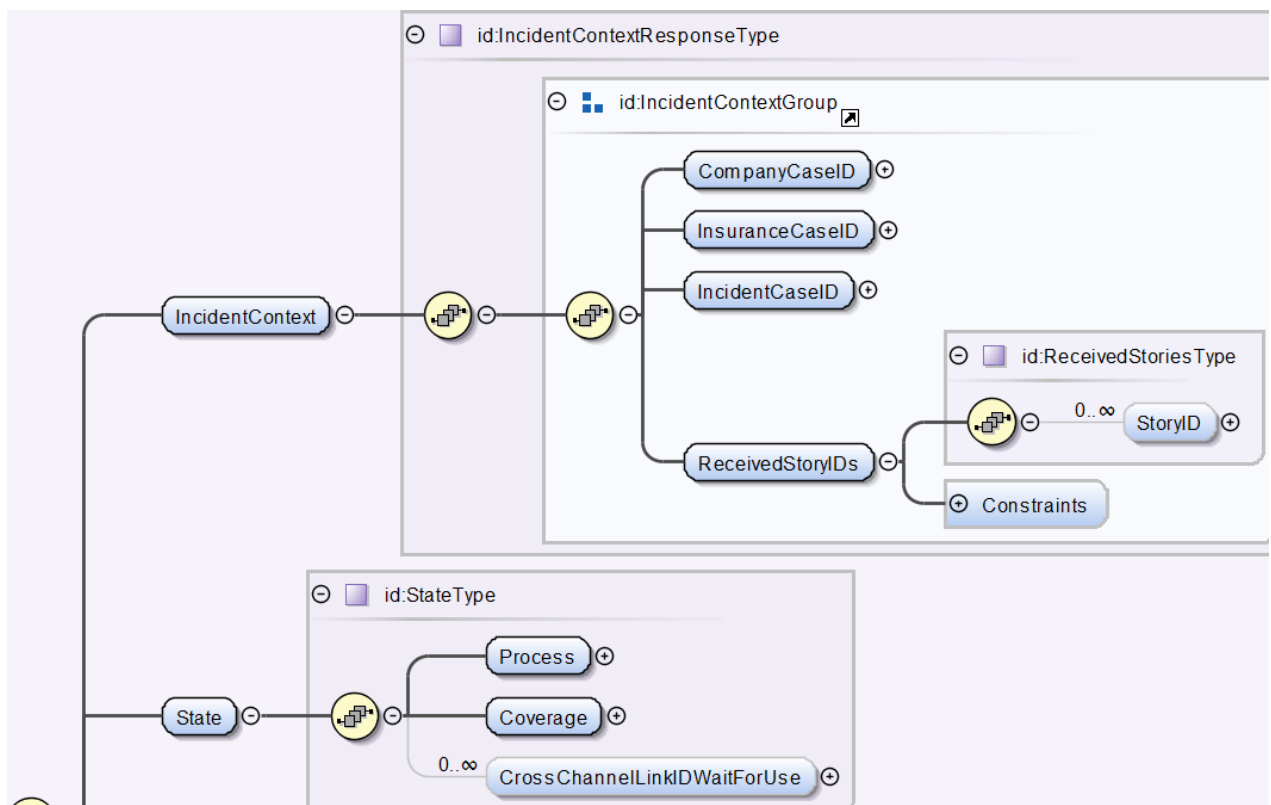 id:IncidentContextResponseType
id:IncidentContextGroup
CompanyCaseID
InsuranceCaseID
IncidentCaseID
IncidentContext
id:ReceivedStoriesType
0..∞
StoryID
ReceivedStoryIDs
Constraints
id:StateType
Process
State
Coverage
0..∞
CrossChannelLinkIDWaitForUse